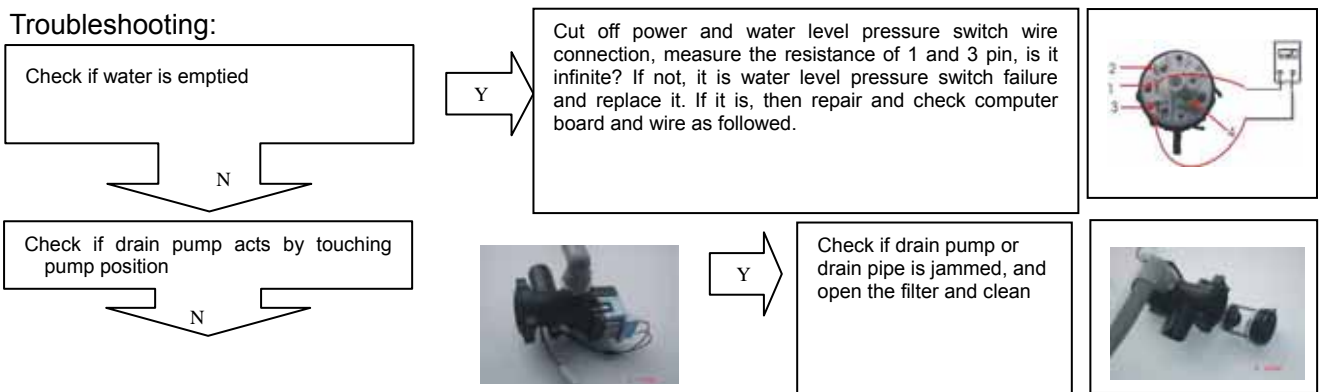 Troubleshooting:
Check if water is emptied
Y
Cut off power and water level pressure switch wire
connection, measure the resistance of 1 and 3 pin, is it
infinite? If not, it is water level pressure switch failure
and replace it. If it is, then repair and check computer
board and wire as followed.
2
1
3
4
N
Check if drain pump acts by touching
pump position
Y
Check if drain pump or
drain pipe is jammed, and
open the filter and clean
N